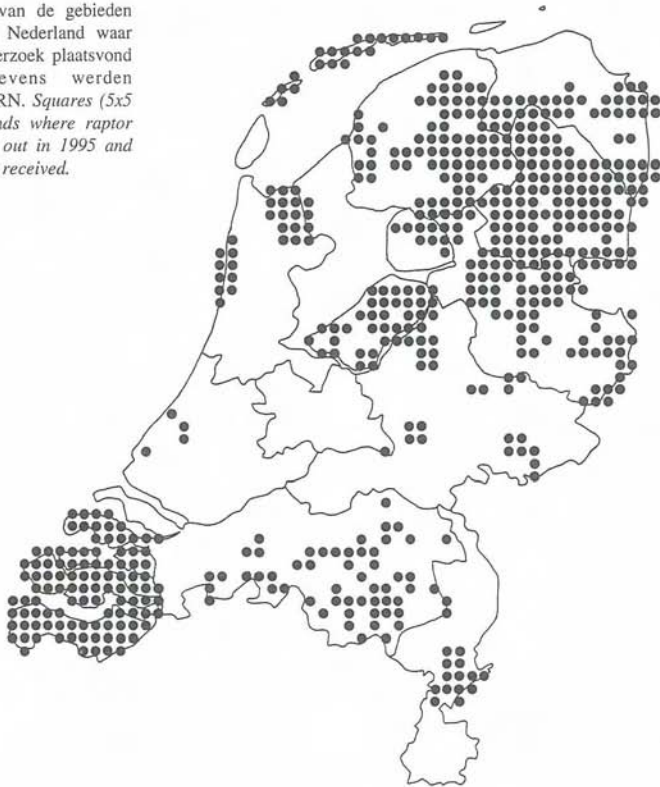 van de gebieden
Nederland waar
erzoek plaatsvond
evens werden
RN. Squares (5x5
nds where raptor
out in 1995 and
received.